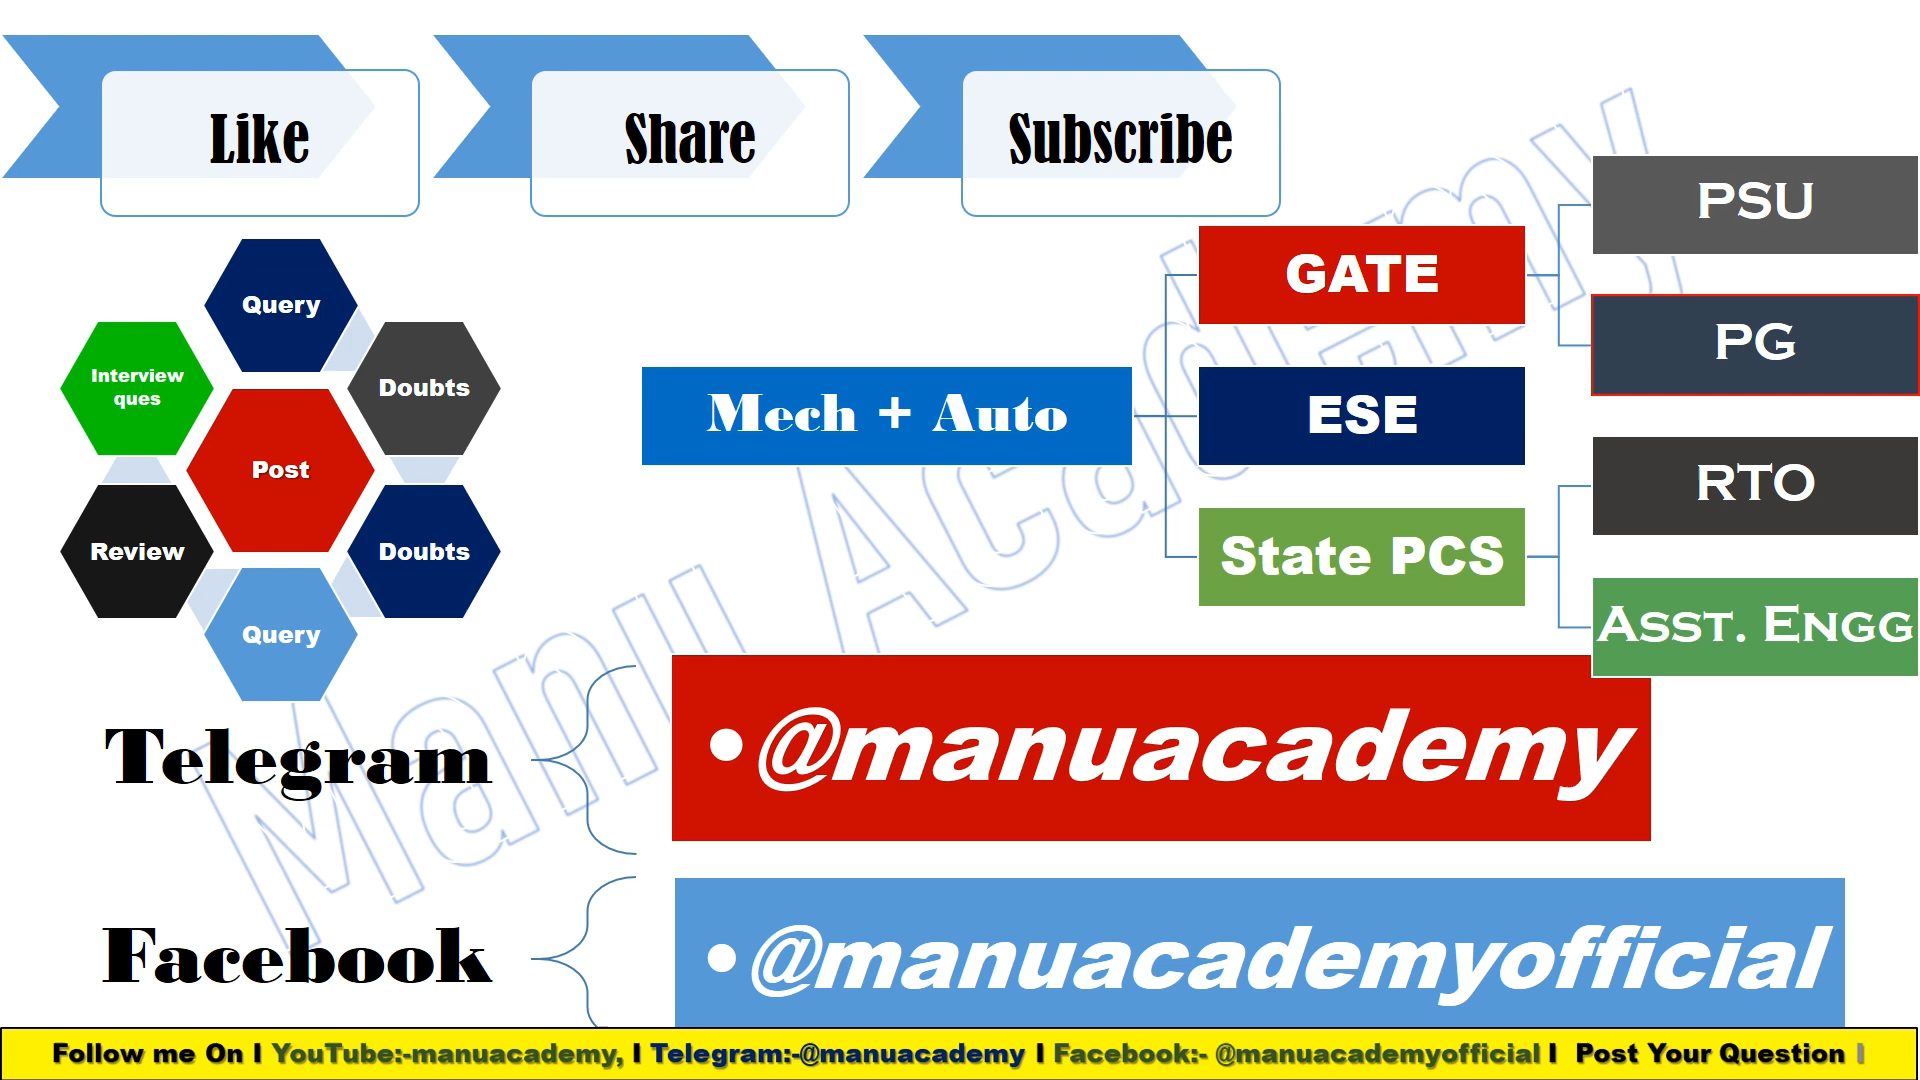 Like
Share
Subscribe
Query
Interview
ques
Doubts
Post
Review
Doubts
Query
Mech + Auto
GATE
ESE
State PCS
PSU
PG
RTO
Asst. Engg
Manu Academy
Telegram
•@manuacademy
Facebook
•@manuacademyofficial
Follow me On I YouTube:-manuacademy, I Telegram:-@manuacademy I Facebook:- @manuacademyofficial I Post Your Question I